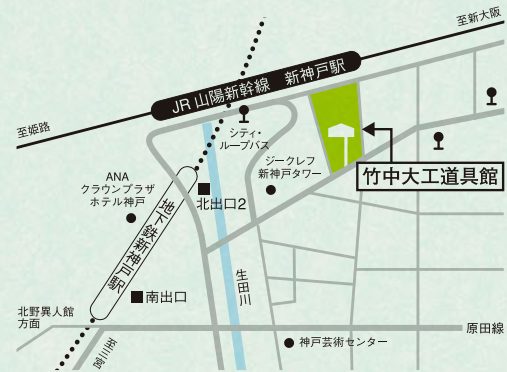 至新大阪
JR 山陽新幹線　新神戸駅
至姫路
シティ・
ループバス
ジークレフ
新神戸タワー
竹中大工道具館
ANA
クラウンプラザ
ホテル神戸
北出口2
地下鉄新神戸駅
生田川
南出口
北野異人館
方面
原田線
至三宮
神戸芸術センター